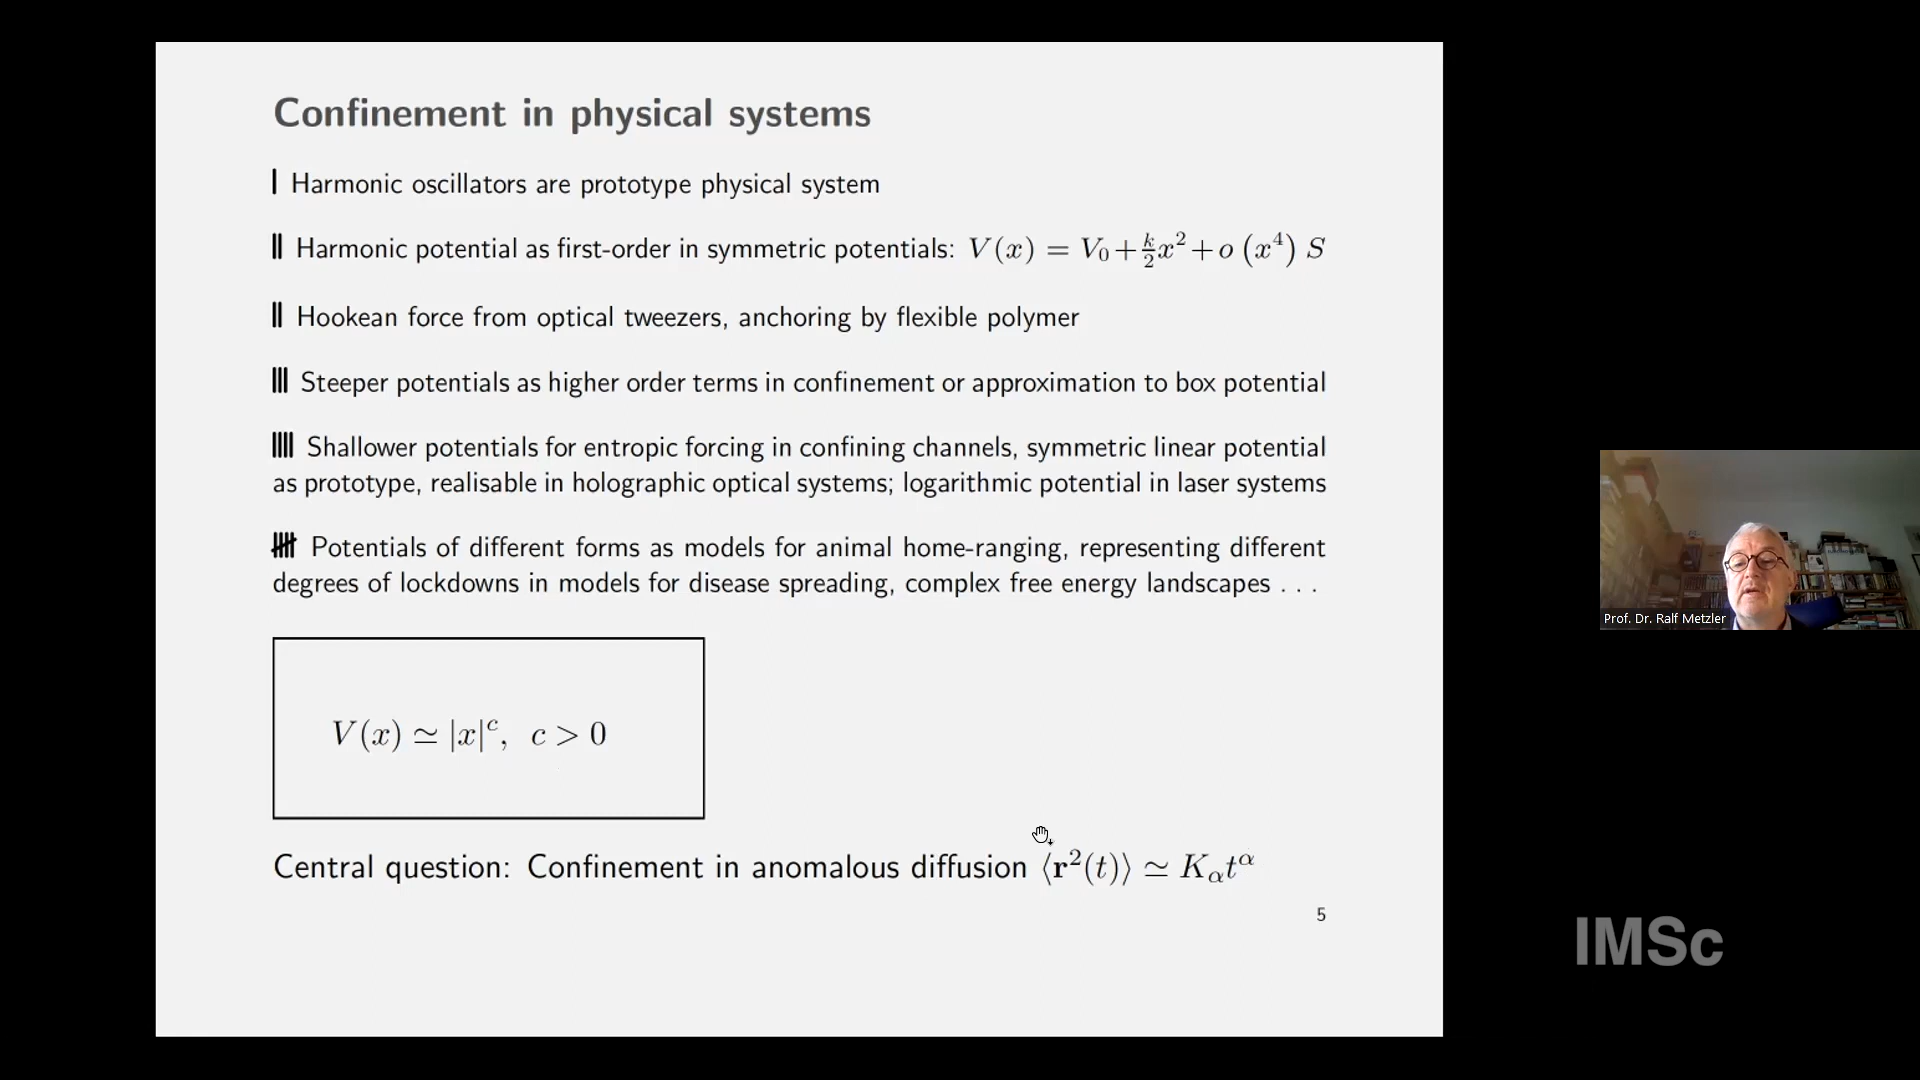 Confinement in physical systems
| Harmonic oscillators are prototype physical system
|| Harmonic potential as first-order in symmetric potentials: V(x) = V₀ + k/2 x² + o (x⁴) S
|| Hookean force from optical tweezers, anchoring by flexible polymer
||| Steeper potentials as higher order terms in confinement or approximation to box potential
|||| Shallower potentials for entropic forcing in confining channels, symmetric linear potential
as prototype, realisable in holographic optical systems; logarithmic potential in laser systems
Potentials of different forms as models for animal home-ranging, representing different
degrees of lockdowns in models for disease spreading, complex free energy landscapes . . .
V(x) ≃ |x|ᶜ, c > 0
Central question: Confinement in anomalous diffusion ⟨r²(t)⟩ ≃ K_α t^α
5
Prof. Dr. Ralf Metzler
IMSc